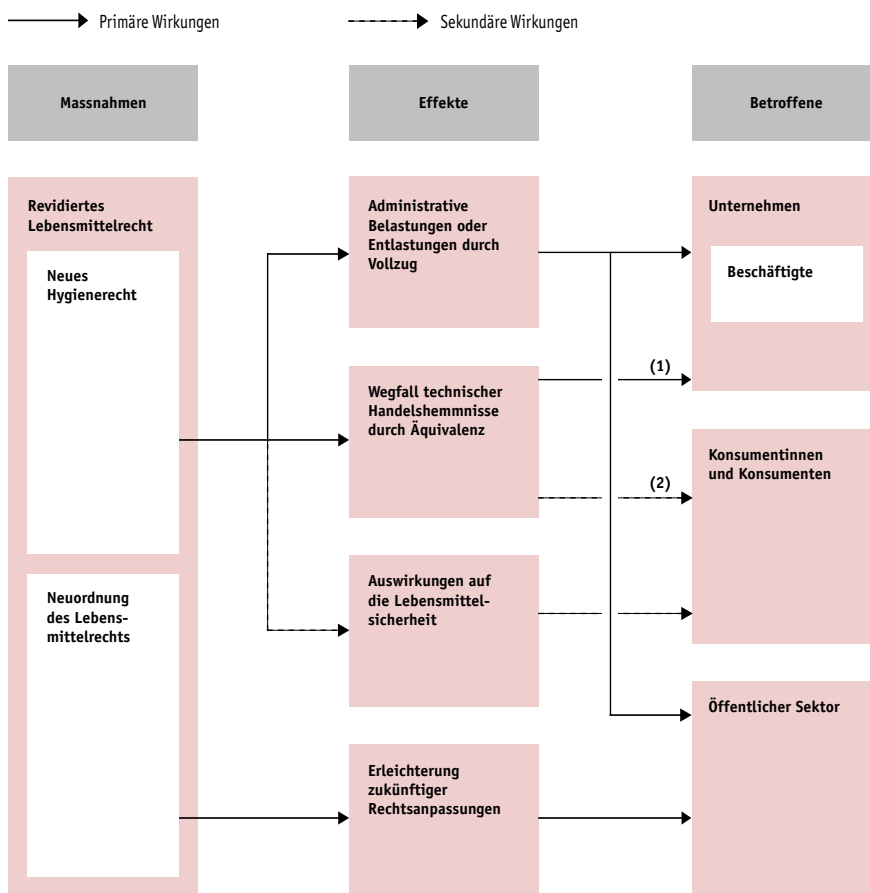 Primäre Wirkungen
Sekundäre Wirkungen
Massnahmen
Effekte
Betroffene
Revidiertes
Lebensmittelrecht
Neues
Hygienerecht
Neuordnung
des Lebens-
mittelrechts
Administrative
Belastungen oder
Entlastungen durch
Vollzug
Wegfall technischer
Handelshemmnisse
durch Äquivalenz
Auswirkungen auf
die Lebensmittel-
sicherheit
Erleichterung
zukünftiger
Rechtsanpassungen
(1)
(2)
Unternehmen
Beschäftigte
Konsumentinnen
und Konsumenten
Öffentlicher Sektor